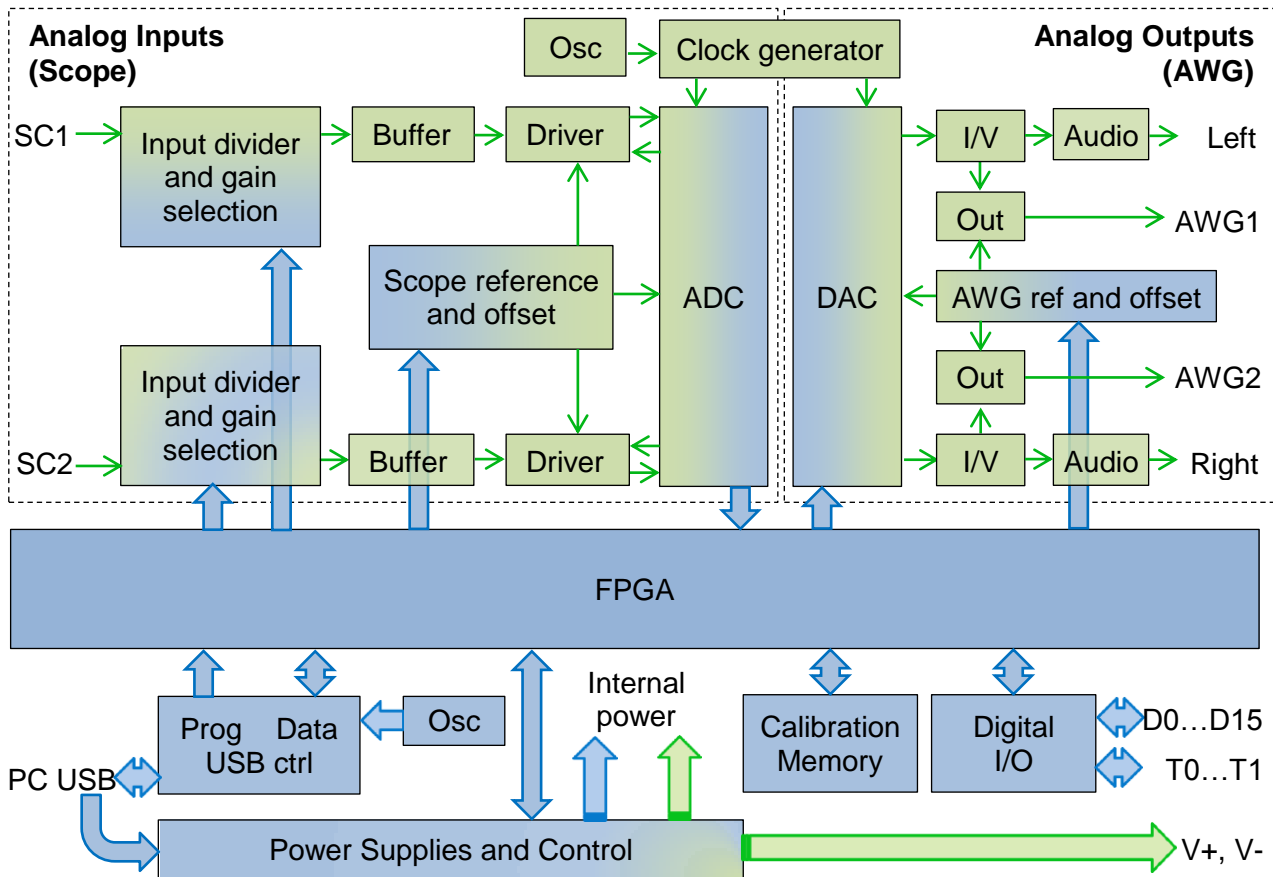 Analog Inputs
(Scope)
Osc
Clock generator
Analog Outputs
(AWG)
SC1
Input divider
and gain
selection
Buffer
Driver
I/V
Audio
Left
Out
AWG1
Scope reference
and offset
ADC
DAC
AWG ref and offset
Input divider
and gain
selection
Out
AWG2
SC2
Buffer
Driver
I/V
Audio
Right
FPGA
Internal
power
Prog Data
USB ctrl
Osc
Calibration
Memory
Digital
I/O
D0…D15
T0…T1
PC USB
Power Supplies and Control
V+, V-